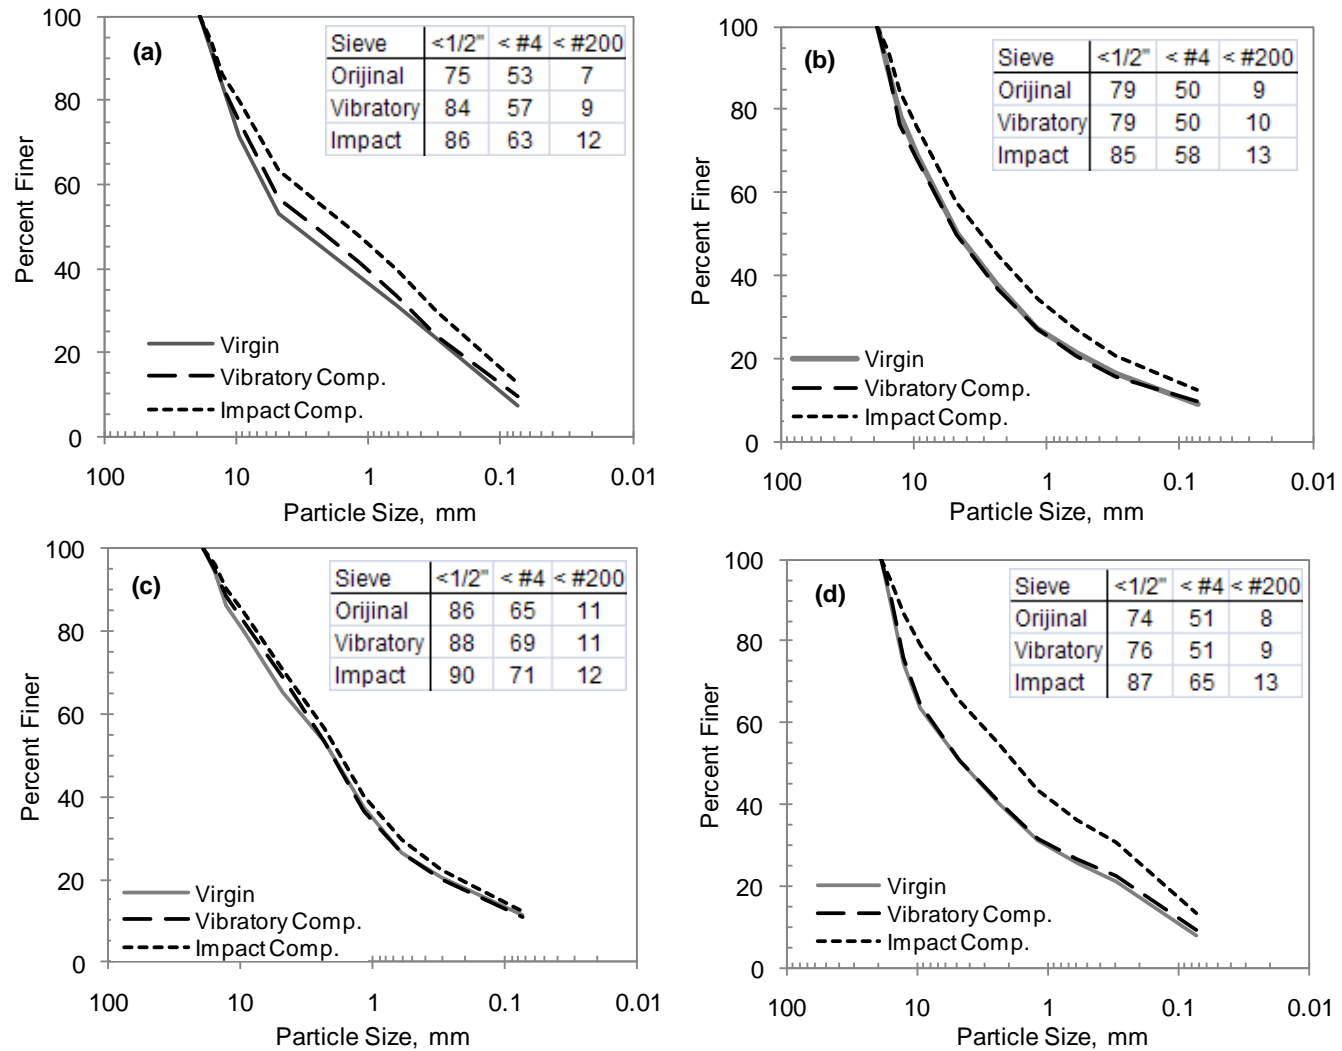 (a)
Sieve <1/2" < #4 < #200
Orijinal 75 53 7
Vibratory 84 57 9
Impact 86 63 12
100
80
60
40
20
0
Percent Finer
Virgin
Vibratory Comp.
Impact Comp.
100 10 1 0.1 0.01
Particle Size, mm
(b)
Sieve <1/2" < #4 < #200
Orijinal 79 50 9
Vibratory 79 50 10
Impact 85 58 13
100
80
60
40
20
0
Percent Finer
Virgin
Vibratory Comp.
Impact Comp.
100 10 1 0.1 0.01
Particle Size, mm
(c)
Sieve <1/2" < #4 < #200
Orijinal 86 65 11
Vibratory 88 69 11
Impact 90 71 12
100
80
60
40
20
0
Percent Finer
Virgin
Vibratory Comp.
Impact Comp.
100 10 1 0.1 0.01
Particle Size, mm
(d)
Sieve <1/2" < #4 < #200
Orijinal 74 51 8
Vibratory 76 51 9
Impact 87 65 13
100
80
60
40
20
0
Percent Finer
Virgin
Vibratory Comp.
Impact Comp.
100 10 1 0.1 0.01
Particle Size, mm